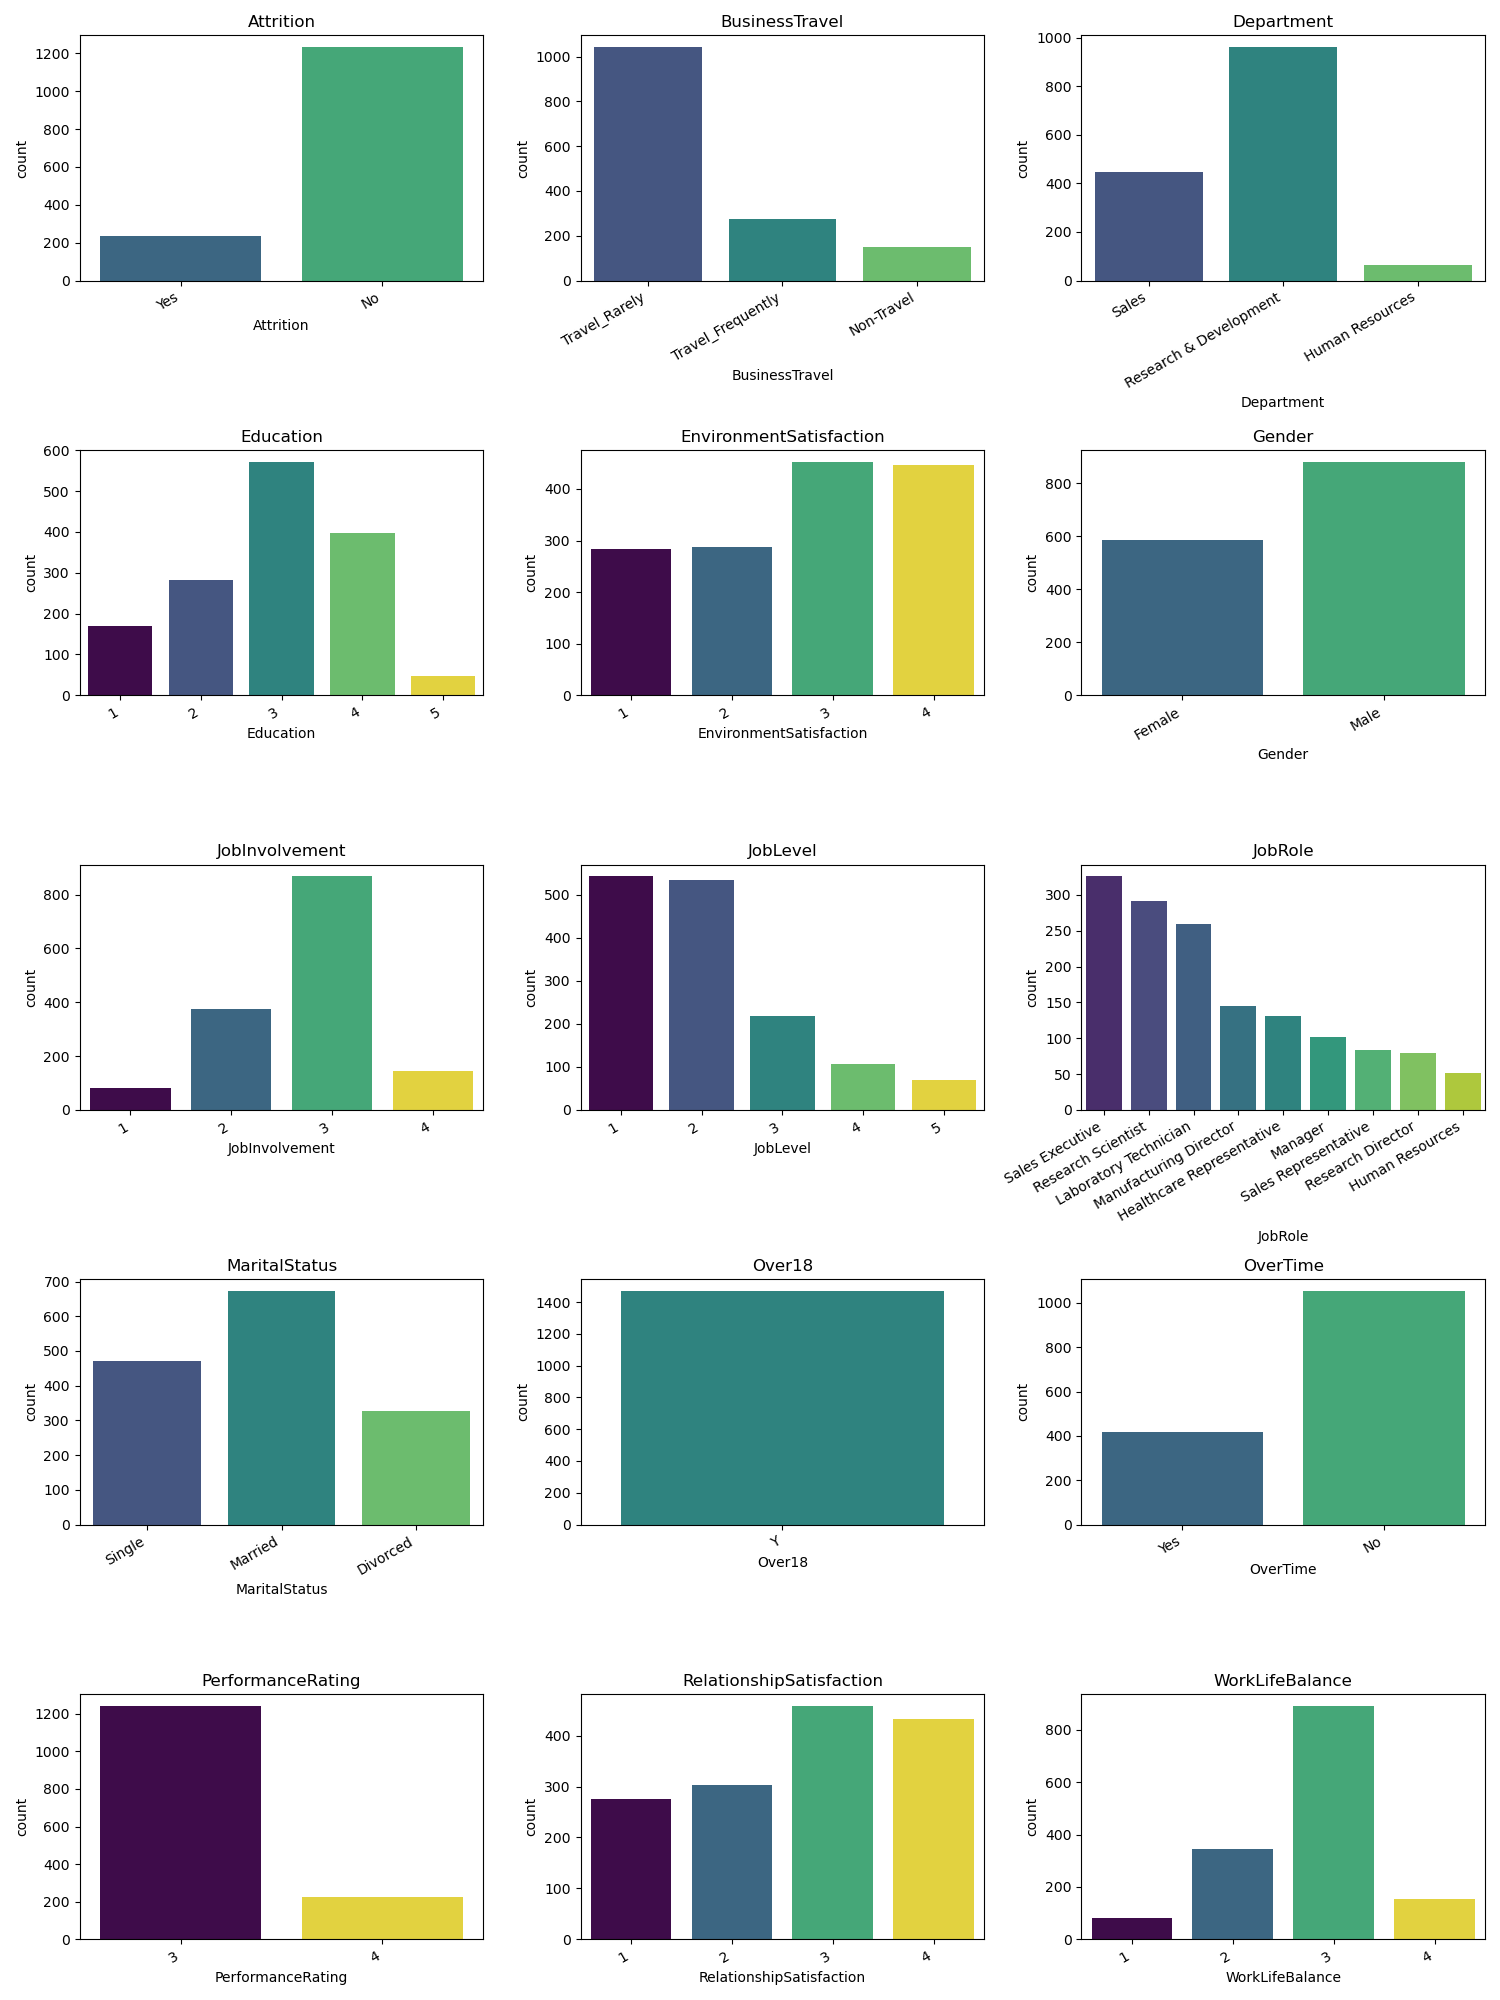 Attrition
count
1200
1000
800
600
400
200
0
Yes
No
Attrition
BusinessTravel
count
1000
800
600
400
200
0
Travel_Rarely
Travel_Frequently
Non-Travel
BusinessTravel
Department
count
1000
800
600
400
200
0
Sales
Research & Development
Human Resources
Department
Education
count
600
500
400
300
200
100
0
1
2
3
4
5
Education
EnvironmentSatisfaction
count
400
300
200
100
0
1
2
3
4
EnvironmentSatisfaction
Gender
count
800
600
400
200
0
Female
Male
Gender
JobInvolvement
count
800
600
400
200
0
1
2
3
4
JobInvolvement
JobLevel
count
500
400
300
200
100
0
1
2
3
4
5
JobLevel
JobRole
count
300
250
200
150
100
50
0
Sales Executive
Research Scientist
Laboratory Technician
Manufacturing Director
Healthcare Representative
Manager
Sales Representative
Research Director
Human Resources
JobRole
MaritalStatus
count
700
600
500
400
300
200
100
0
Single
Married
Divorced
MaritalStatus
Over18
count
1400
1200
1000
800
600
400
200
0
Y
Over18
OverTime
count
1000
800
600
400
200
0
Yes
No
OverTime
PerformanceRating
count
1200
1000
800
600
400
200
0
3
4
PerformanceRating
RelationshipSatisfaction
count
400
300
200
100
0
1
2
3
4
RelationshipSatisfaction
WorkLifeBalance
count
800
600
400
200
0
1
2
3
4
WorkLifeBalance